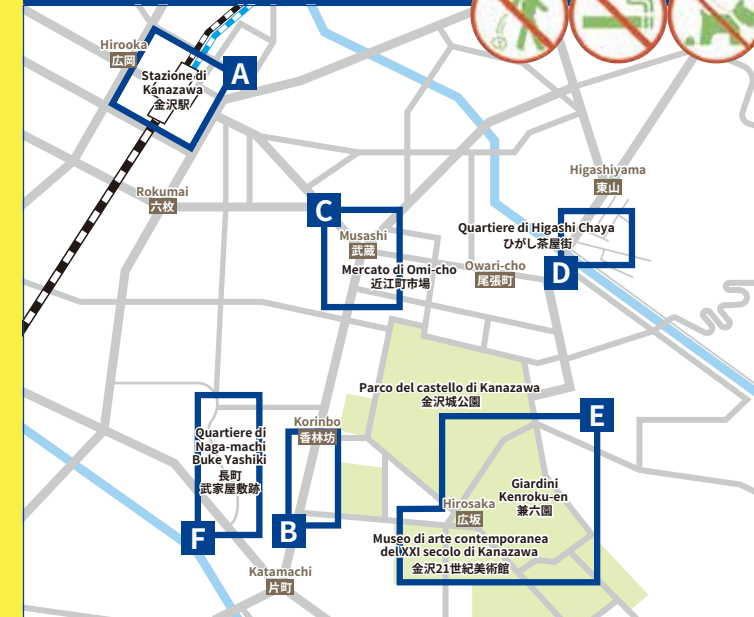 Hirooka
広岡
Stazione di
Kanazawa
金沢駅
A
Rokumai
六枚
Higashiyama
東山
C
Musashi
武蔵
Mercato di Omi-cho
近江町市場
Quartiere di Higashi Chaya
ひがし茶屋街
Owari-cho
尾張町
D
Parco del castello di Kanazawa
金沢城公園
E
Korinbo
香林坊
Quartiere di
Naga-machi
Buke Yashiki
長町
武家屋敷跡
Giardini
Kenroku-en
兼六園
Hirosaka
広坂
F
B
Museo di arte contemporanea
del XXI secolo di Kanazawa
金沢21世紀美術館
Katamachi
片町